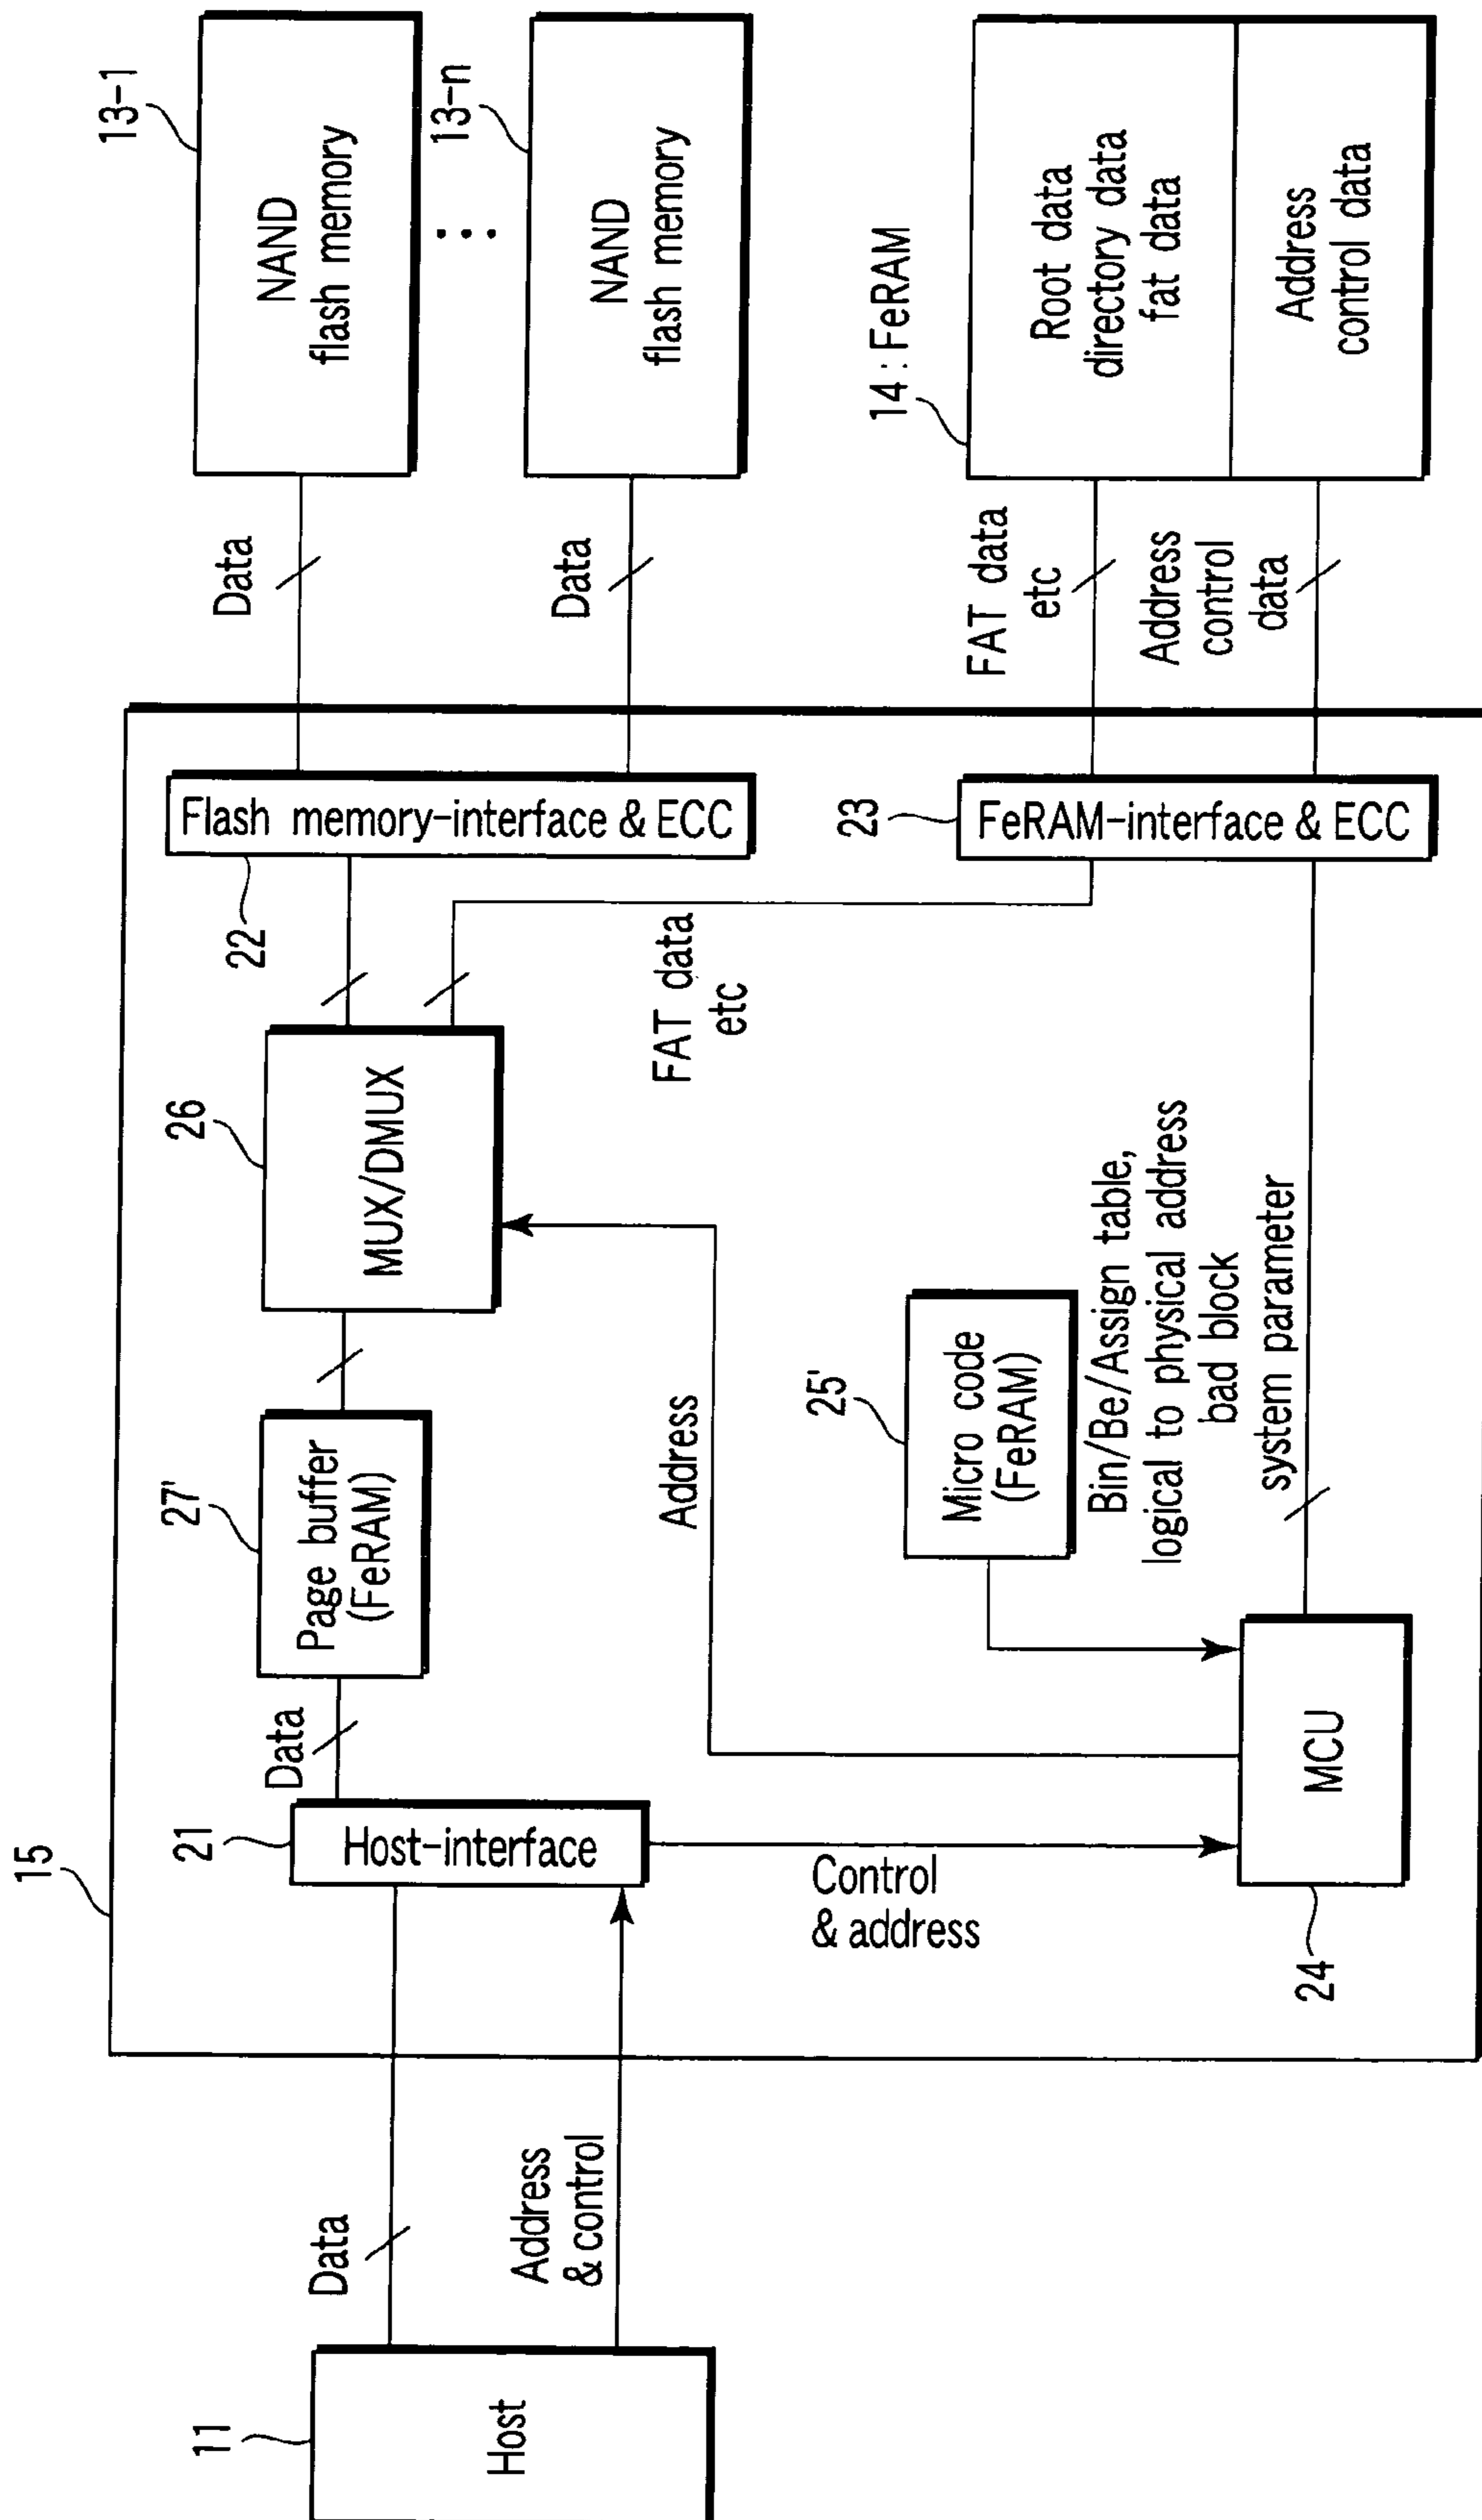 15
11
Host
Data
Address
& control
21
Host-interface
Data
27'
Page buffer
(FeRAM)
26
MUX/DMUX
22
Flash memory-interface & ECC
Data
13-1
NAND
flash memory
Data
13-n
NAND
flash memory
Control
& address
Address
FAT data
etc
25'
Micro code
(FeRAM)
24
MCU
Bin/Be/Assign table,
logical to physical address
bad block
system parameter
23
FeRAM-interface & ECC
FAT data
etc
Address
control
data
14 : FeRAM
Root data
directory data
fat data
Address
control data